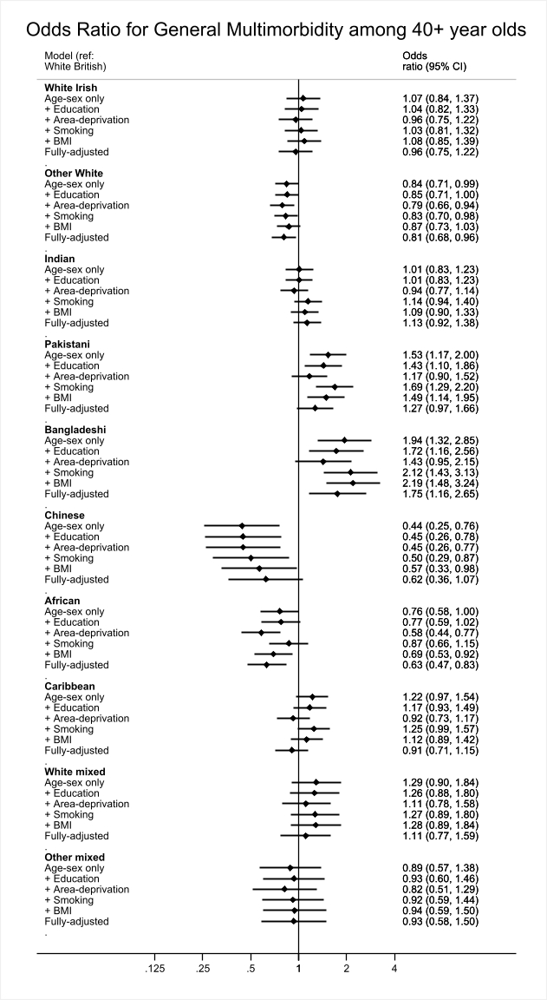 Odds Ratio for General Multimorbidity among 40+ year olds
Model (ref: Odds
White British) ratio (95% CI)
White Irish
Age-sex only 1.07 (0.84, 1.37)
+ Education 1.04 (0.82, 1.33)
+ Area-deprivation 0.96 (0.75, 1.22)
+ Smoking 1.03 (0.81, 1.32)
+ BMI 1.08 (0.85, 1.39)
Fully-adjusted 0.96 (0.75, 1.22)
.
Other White
Age-sex only 0.84 (0.71, 0.99)
+ Education 0.85 (0.71, 1.00)
+ Area-deprivation 0.79 (0.66, 0.94)
+ Smoking 0.83 (0.70, 0.98)
+ BMI 0.87 (0.73, 1.03)
Fully-adjusted 0.81 (0.68, 0.96)
.
Indian
Age-sex only 1.01 (0.83, 1.23)
+ Education 1.01 (0.83, 1.23)
+ Area-deprivation 0.94 (0.77, 1.14)
+ Smoking 1.14 (0.94, 1.40)
+ BMI 1.09 (0.90, 1.33)
Fully-adjusted 1.13 (0.92, 1.38)
.
Pakistani
Age-sex only 1.53 (1.17, 2.00)
+ Education 1.43 (1.10, 1.86)
+ Area-deprivation 1.17 (0.90, 1.52)
+ Smoking 1.69 (1.29, 2.20)
+ BMI 1.49 (1.14, 1.95)
Fully-adjusted 1.27 (0.97, 1.66)
.
Bangladeshi
Age-sex only 1.94 (1.32, 2.85)
+ Education 1.72 (1.16, 2.56)
+ Area-deprivation 1.43 (0.95, 2.15)
+ Smoking 2.12 (1.43, 3.13)
+ BMI 2.19 (1.48, 3.24)
Fully-adjusted 1.75 (1.16, 2.65)
.
Chinese
Age-sex only 0.44 (0.25, 0.76)
+ Education 0.45 (0.26, 0.78)
+ Area-deprivation 0.45 (0.26, 0.77)
+ Smoking 0.50 (0.29, 0.87)
+ BMI 0.57 (0.33, 0.98)
Fully-adjusted 0.62 (0.36, 1.07)
.
African
Age-sex only 0.76 (0.58, 1.00)
+ Education 0.77 (0.59, 1.02)
+ Area-deprivation 0.58 (0.44, 0.77)
+ Smoking 0.87 (0.66, 1.15)
+ BMI 0.69 (0.53, 0.92)
Fully-adjusted 0.63 (0.47, 0.83)
.
Caribbean
Age-sex only 1.22 (0.97, 1.54)
+ Education 1.17 (0.93, 1.49)
+ Area-deprivation 0.92 (0.73, 1.17)
+ Smoking 1.25 (0.99, 1.57)
+ BMI 1.12 (0.89, 1.42)
Fully-adjusted 0.91 (0.71, 1.15)
.
White mixed
Age-sex only 1.29 (0.90, 1.84)
+ Education 1.26 (0.88, 1.80)
+ Area-deprivation 1.11 (0.78, 1.58)
+ Smoking 1.27 (0.89, 1.80)
+ BMI 1.28 (0.89, 1.84)
Fully-adjusted 1.11 (0.77, 1.59)
.
Other mixed
Age-sex only 0.89 (0.57, 1.38)
+ Education 0.93 (0.60, 1.46)
+ Area-deprivation 0.82 (0.51, 1.29)
+ Smoking 0.92 (0.59, 1.44)
+ BMI 0.94 (0.59, 1.50)
Fully-adjusted 0.93 (0.58, 1.50)
.
.125 .25 .5 1 2 4